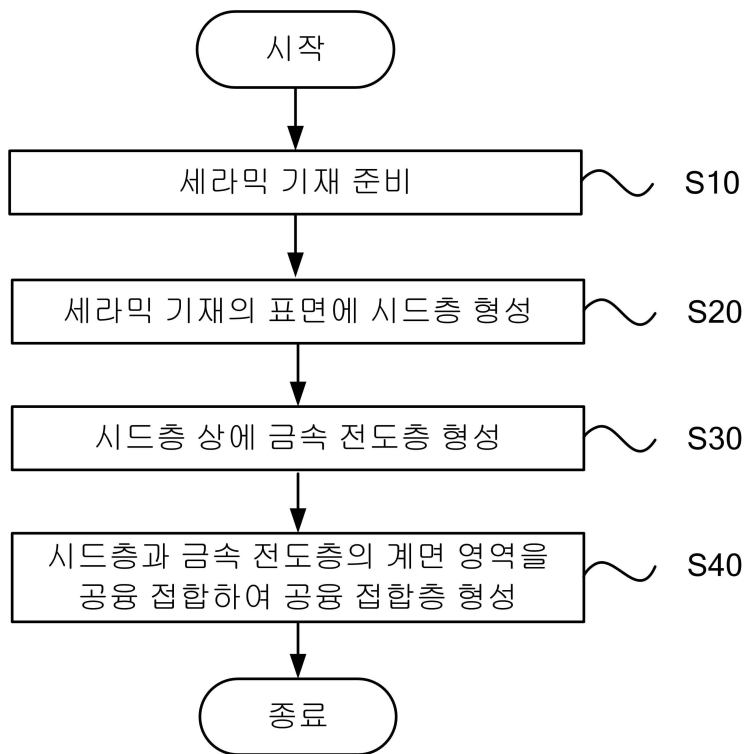 시작
세라믹 기재 준비
S10
세라믹 기재의 표면에 시드층 형성
S20
시드층 상에 금속 전도층 형성
S30
시드층과 금속 전도층의 계면 영역을
공융 접합하여 공융 접합층 형성
S40
종료